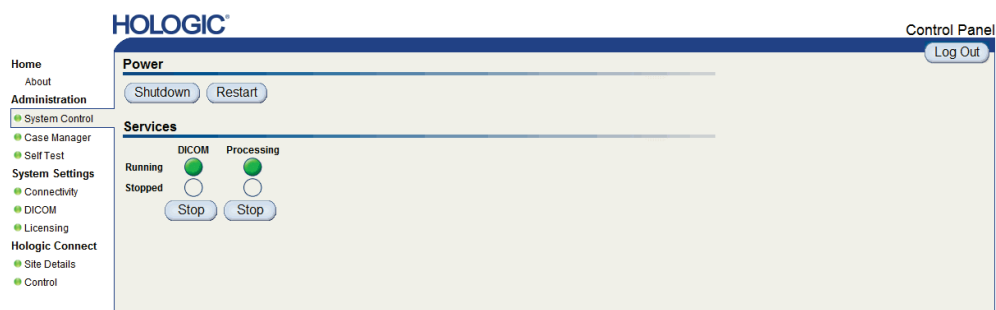 HOLOGIC®
Control Panel
Log Out
Home
About
Administration
System Control
Case Manager
Self Test
System Settings
Connectivity
DICOM
Licensing
Hologic Connect
Site Details
Control
Power
Shutdown Restart
Services
DICOM Processing
Running
Stopped
Stop Stop